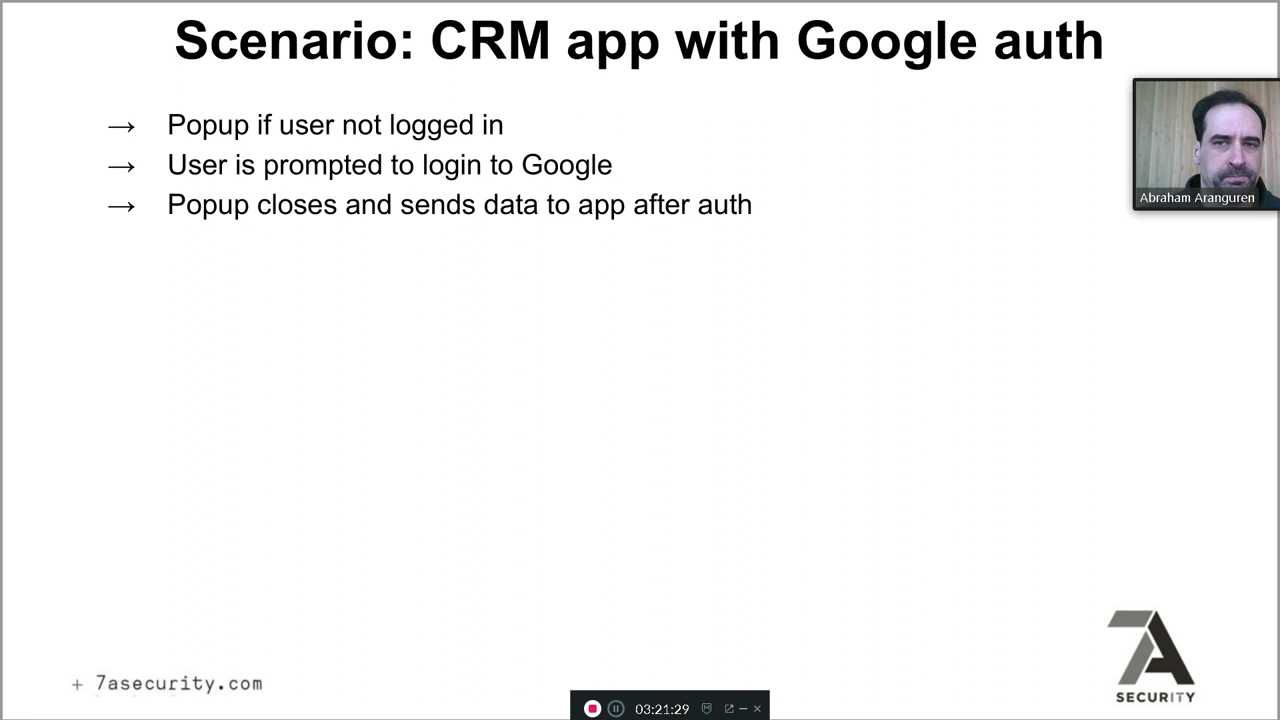 Scenario: CRM app with Google auth
→ Popup if user not logged in
→ User is prompted to login to Google
→ Popup closes and sends data to app after auth
Abraham Aranguren
7A
SECURITY
+ 7asecurity.com
03:21:29